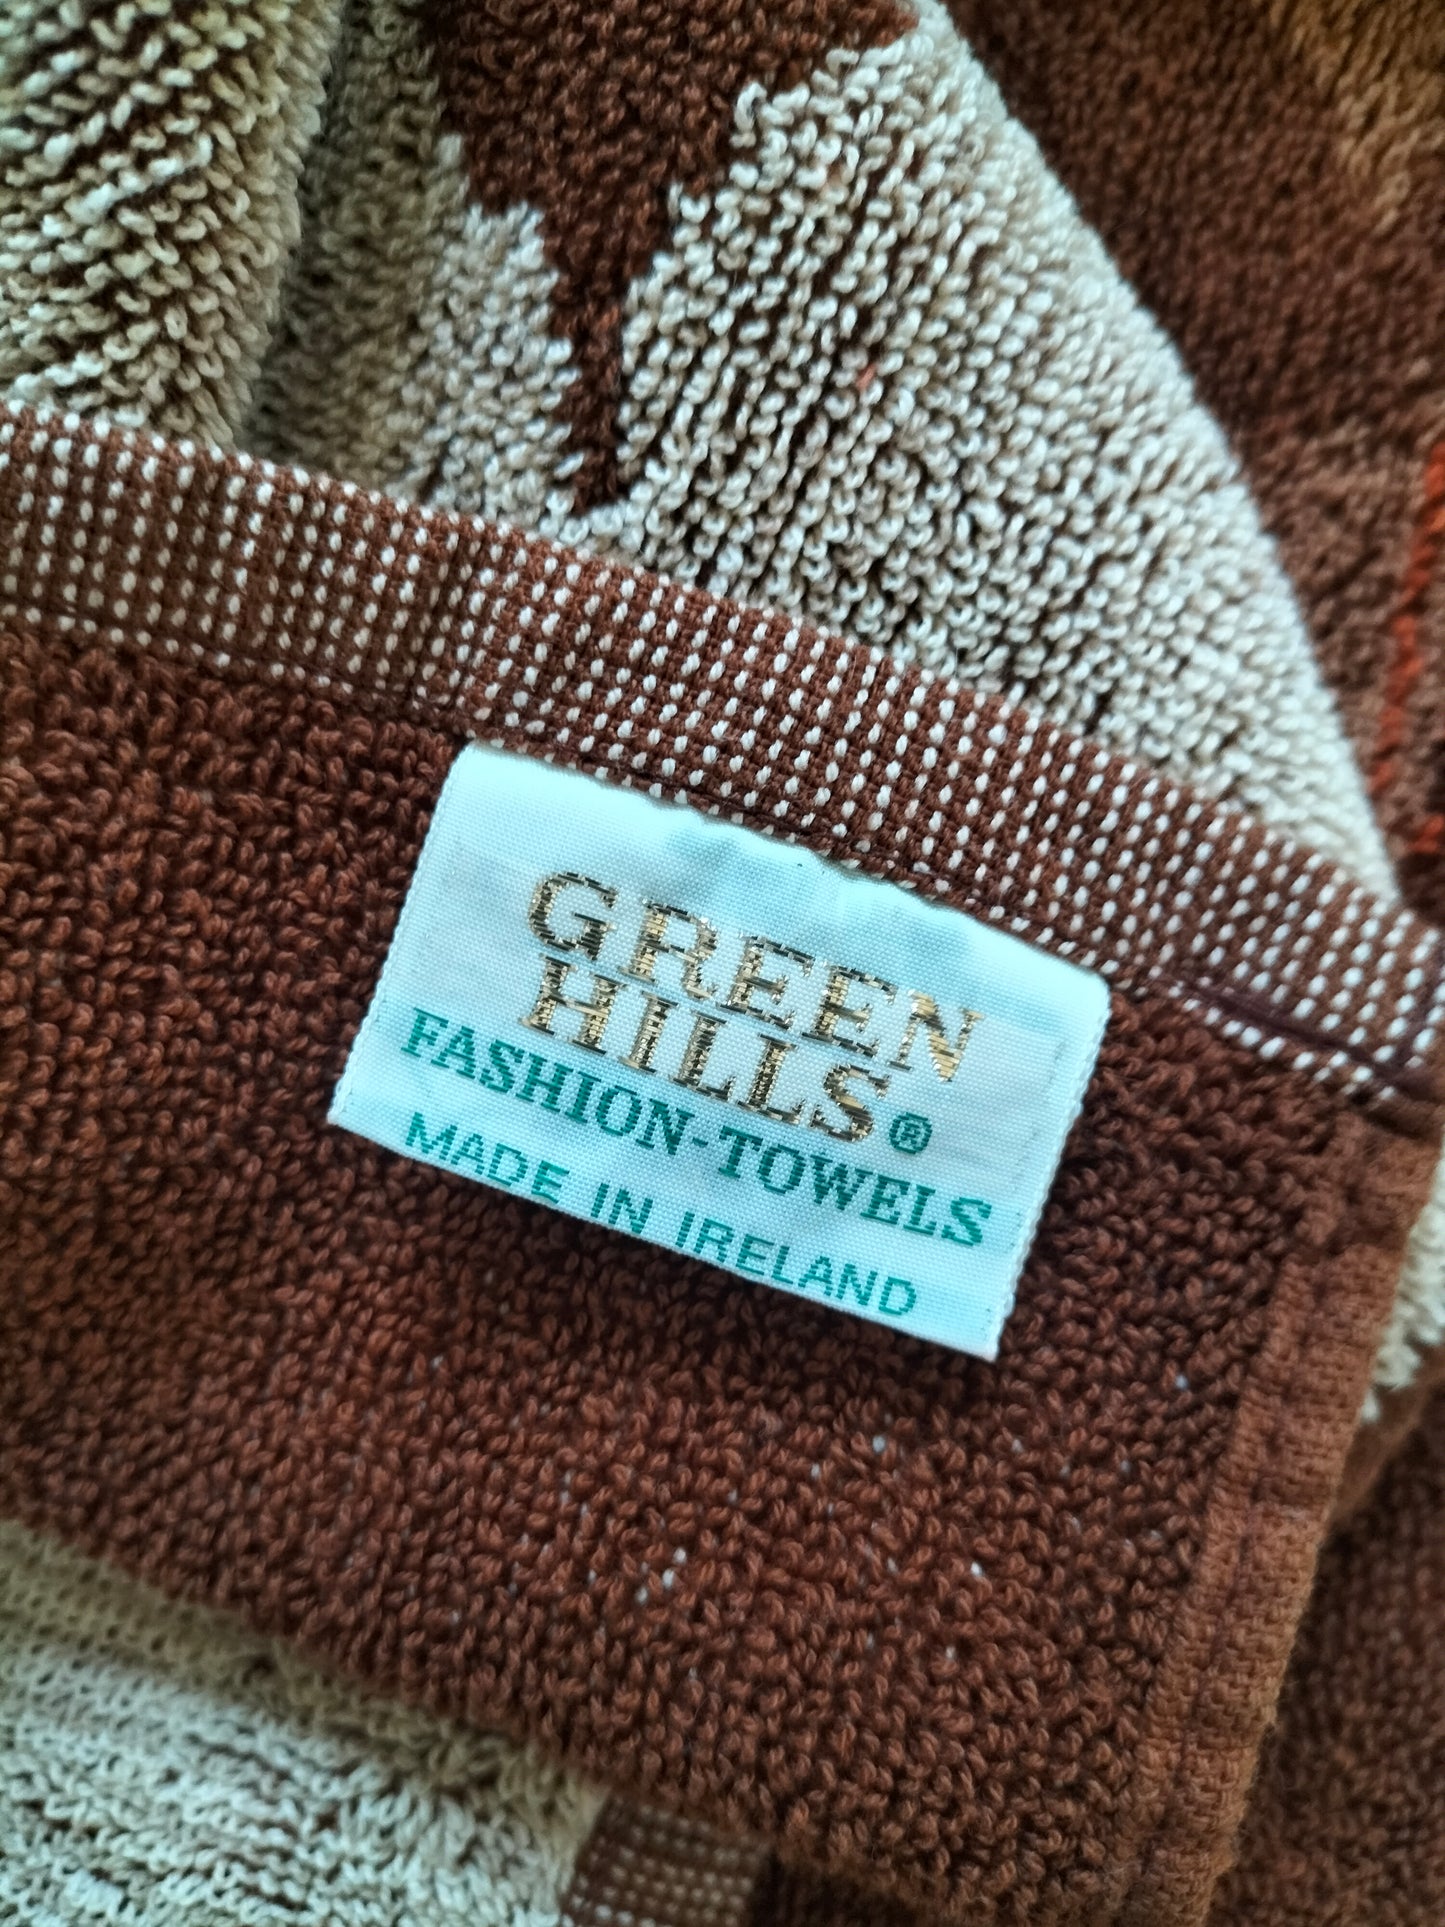 GREEN
HILLS®
FASHION-TOWELS
MADE IN IRELAND